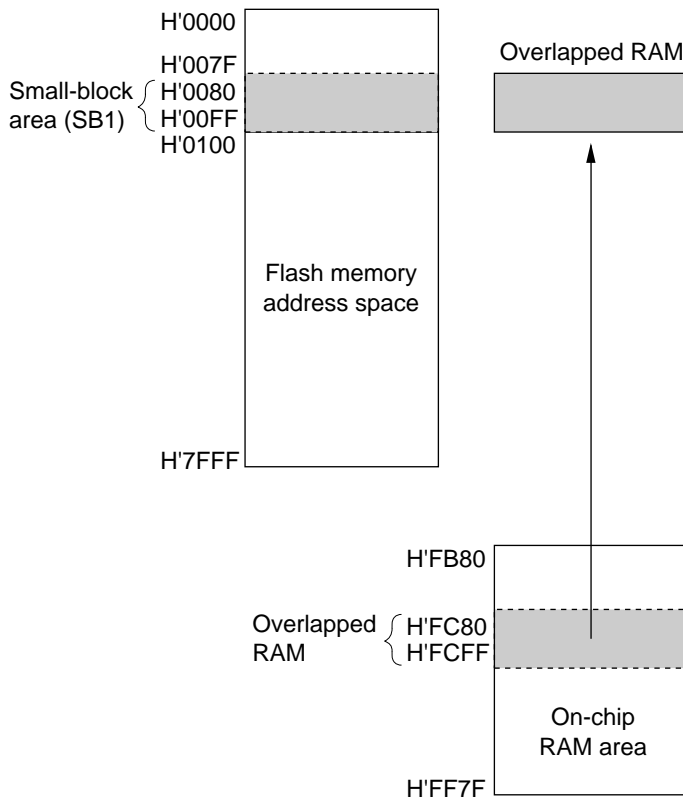 H'0000
H'007F
Small-block
area (SB1)
H'0080
H'00FF
H'0100
Overlapped RAM
Flash memory
address space
H'7FFF
H'FB80
Overlapped
RAM
H'FC80
H'FCFF
On-chip
RAM area
H'FF7F